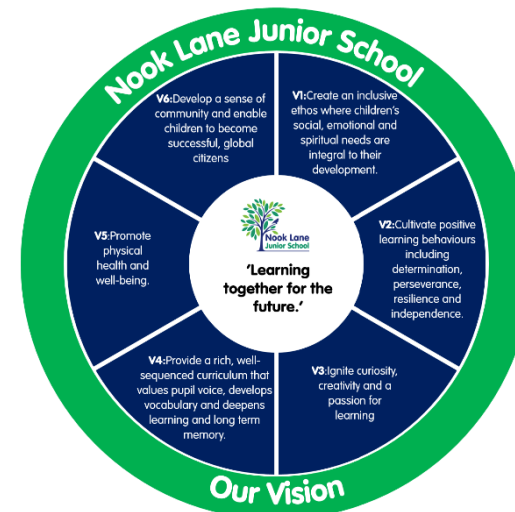 Nook Lane Junior School
V6:Develop a sense of
community and enable
children to become
successful, global
citizens
V1:Create an inclusive
ethos where children's
social, emotional and
spiritual needs are
integral to their
development.
V5:Promote
physical
health and
well-being.
Nook Lane
Junior School
'Learning
together for the
future.'
V2:Cultivate positive
learning behaviours
including
determination,
perseverance,
resilience and
independence.
V4:Provide a rich, well-
sequenced curriculum that
values pupil voice, develops
vocabulary and deepens
learning and long term
memory.
V3:Ignite curiosity,
creativity and a
passion for
learning
Our Vision